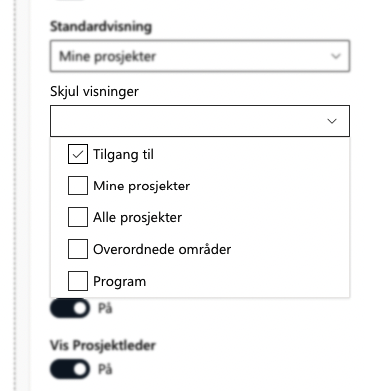 Standardvisning
Mine prosjekter
Skjul visninger
Tilgang til
Mine prosjekter
Alle prosjekter
Overordnede områder
Program
På
Vis Prosjektleder
På